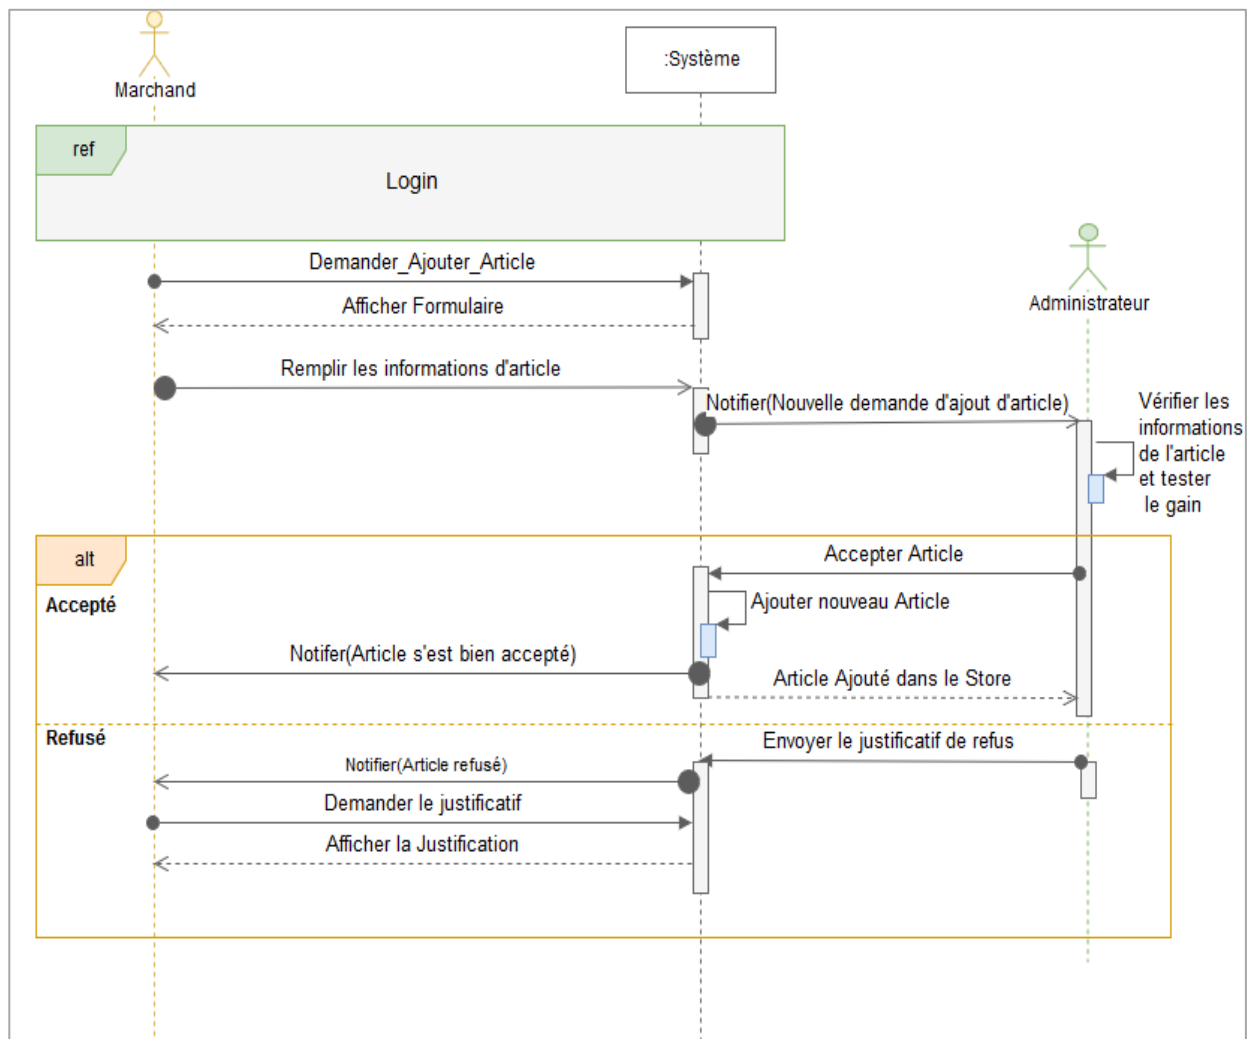 Marchand
:Système
ref
Login
Demander_Ajouter_Article
Afficher Formulaire
Administrateur
Remplir les informations d'article
Notifier(Nouvelle demande d'ajout d'article)
Vérifier les
informations
de l'article
et tester
le gain
alt
Accepté
Accepter Article
Ajouter nouveau Article
Notifer(Article s'est bien accepté)
Article Ajouté dans le Store
Refusé
Envoyer le justificatif de refus
Notifier(Article refusé)
Demander le justificatif
Afficher la Justification